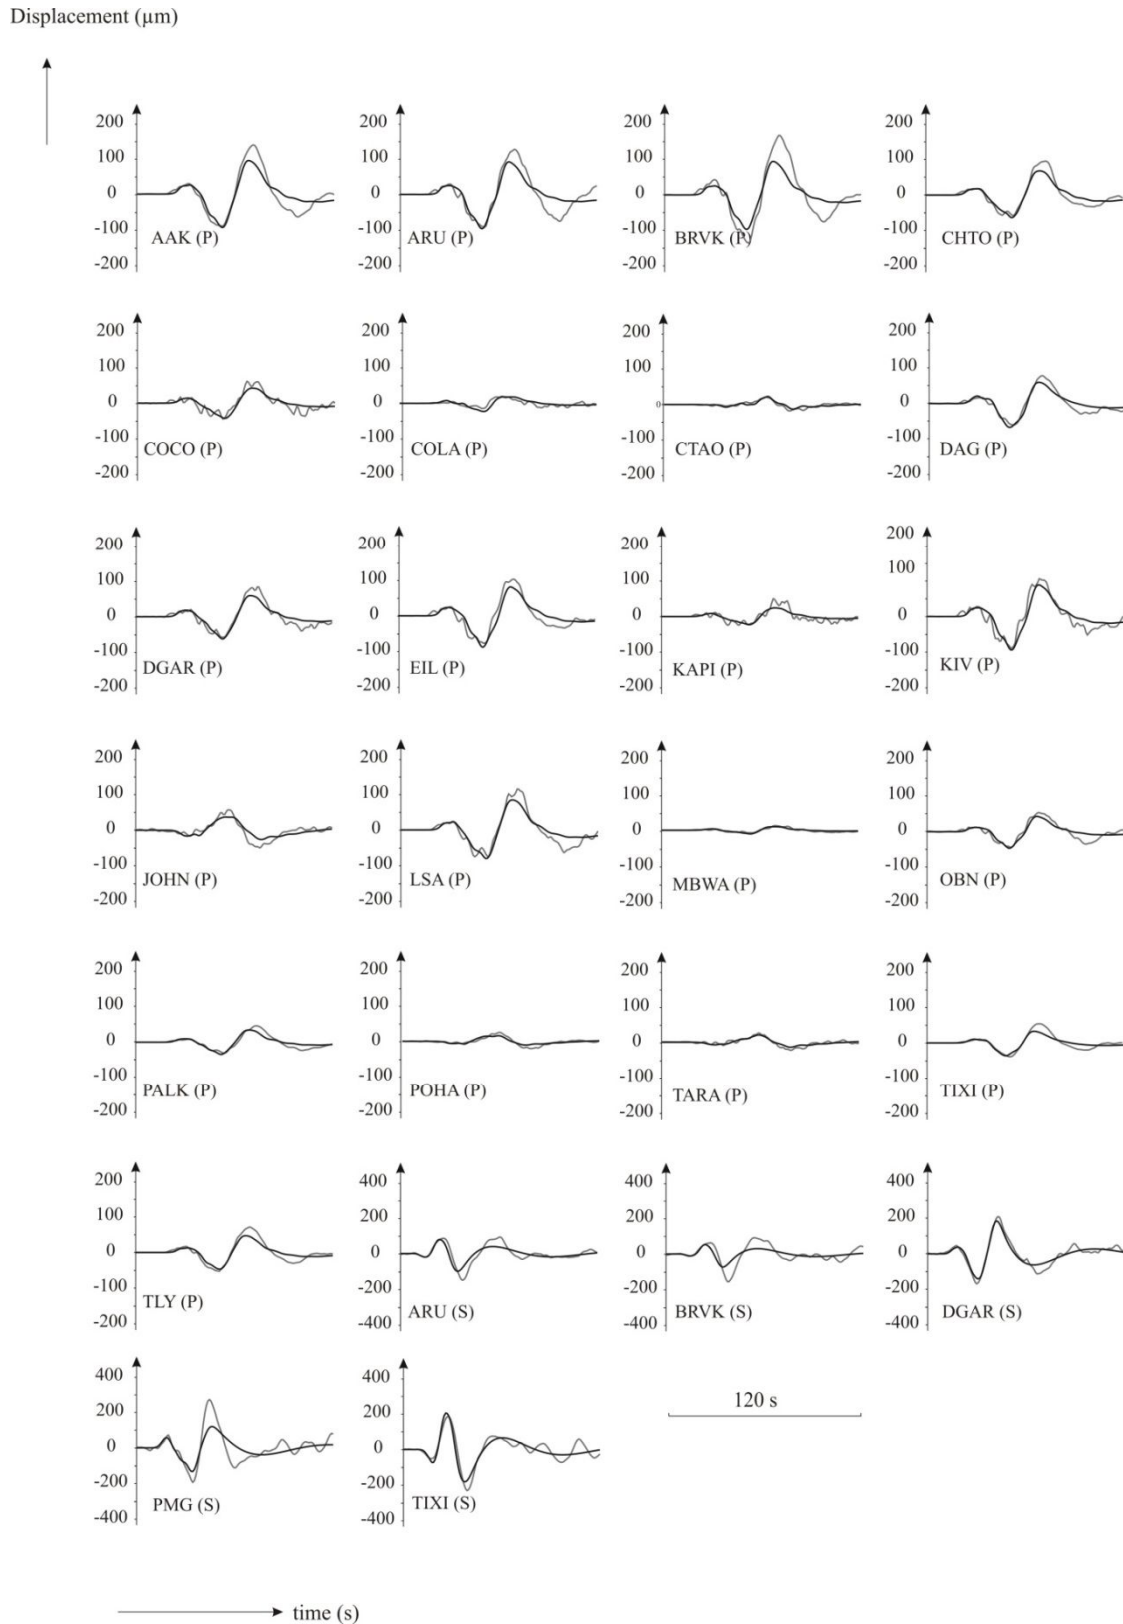 Displacement (µm)
200 200 200 200
100 100 100 100
0 0 0 0
-100 -100 -100 -100
AAK (P) ARU (P) BRVK (P) CHTO (P)
-200 -200 -200 -200
200 200 200 200
100 100 100 100
0 0 0 0
-100 -100 -100 -100
COCO (P) COLA (P) CTAO (P) DAG (P)
-200 -200 -200 -200
200 200 200 200
100 100 100 100
0 0 0 0
-100 -100 -100 -100
DGAR (P) EIL (P) KAPI (P) KIV (P)
-200 -200 -200 -200
200 200 200 200
100 100 100 100
0 0 0 0
-100 -100 -100 -100
JOHN (P) LSA (P) MBWA (P) OBN (P)
-200 -200 -200 -200
200 200 200 200
100 100 100 100
0 0 0 0
-100 -100 -100 -100
PALK (P) POHA (P) TARA (P) TIXI (P)
-200 -200 -200 -200
200 400 400 400
100 200 200 200
0 0 0 0
-100 -200 -200 -200
TLY (P) ARU (S) BRVK (S) DGAR (S)
-200 -400 -400 -400
400 400
200 200 120 s
0 0
-200 -200
PMG (S) TIXI (S)
-400 -400
time (s)